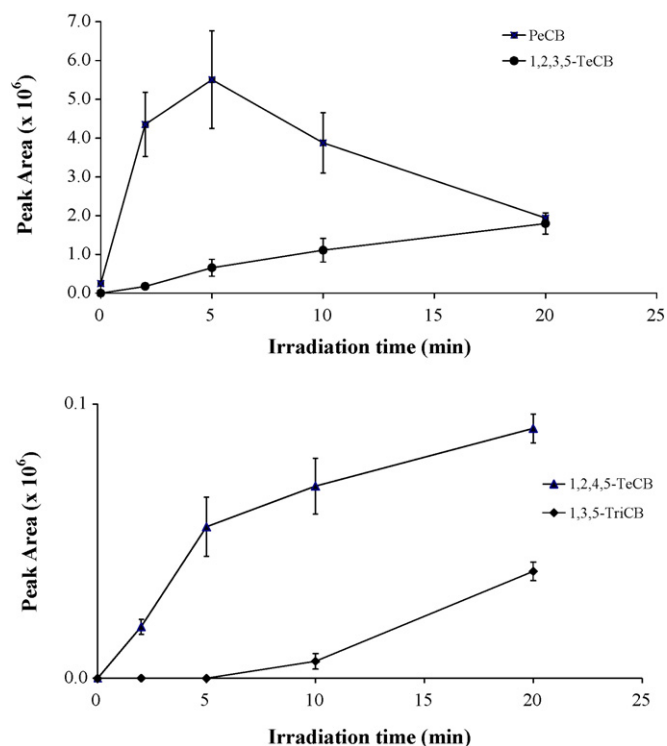 7.0
6.0
5.0
4.0
3.0
2.0
1.0
0.0
Peak Area (x 10⁶)
PeCB
1,2,3,5-TeCB
0 5 10 15 20 25
Irradiation time (min)
0.1
0.0
Peak Area (x 10⁶)
1,2,4,5-TeCB
1,3,5-TriCB
0 5 10 15 20 25
Irradiation time (min)